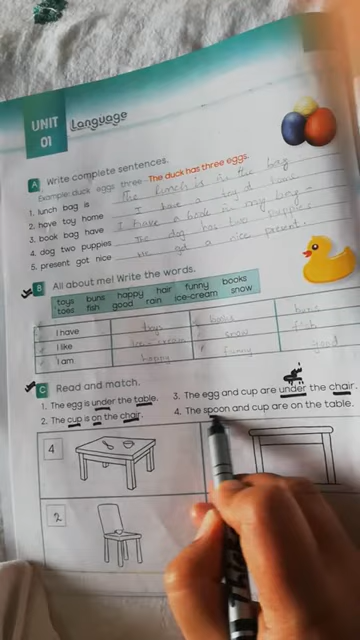 UNIT
01
Language
A Write complete sentences.
Example: duck eggs three - The duck has three eggs.
1. lunch bag is The lunch is in the bag
2. have toy home I have a toy at home
3. book bag have I have a book in my bag
4. dog two puppies The dog has two puppies
5. present got nice He got a nice present.
B All about me! Write the words.
toys buns happy hair funny books
toes fish good rain ice-cream snow
I have toys books buns
I like ice-cream snow fish
I am happy funny good
C Read and match.
1. The egg is under the table.
2. The cup is on the chair.
3. The egg and cup are under the chair.
4. The spoon and cup are on the table.
4
2